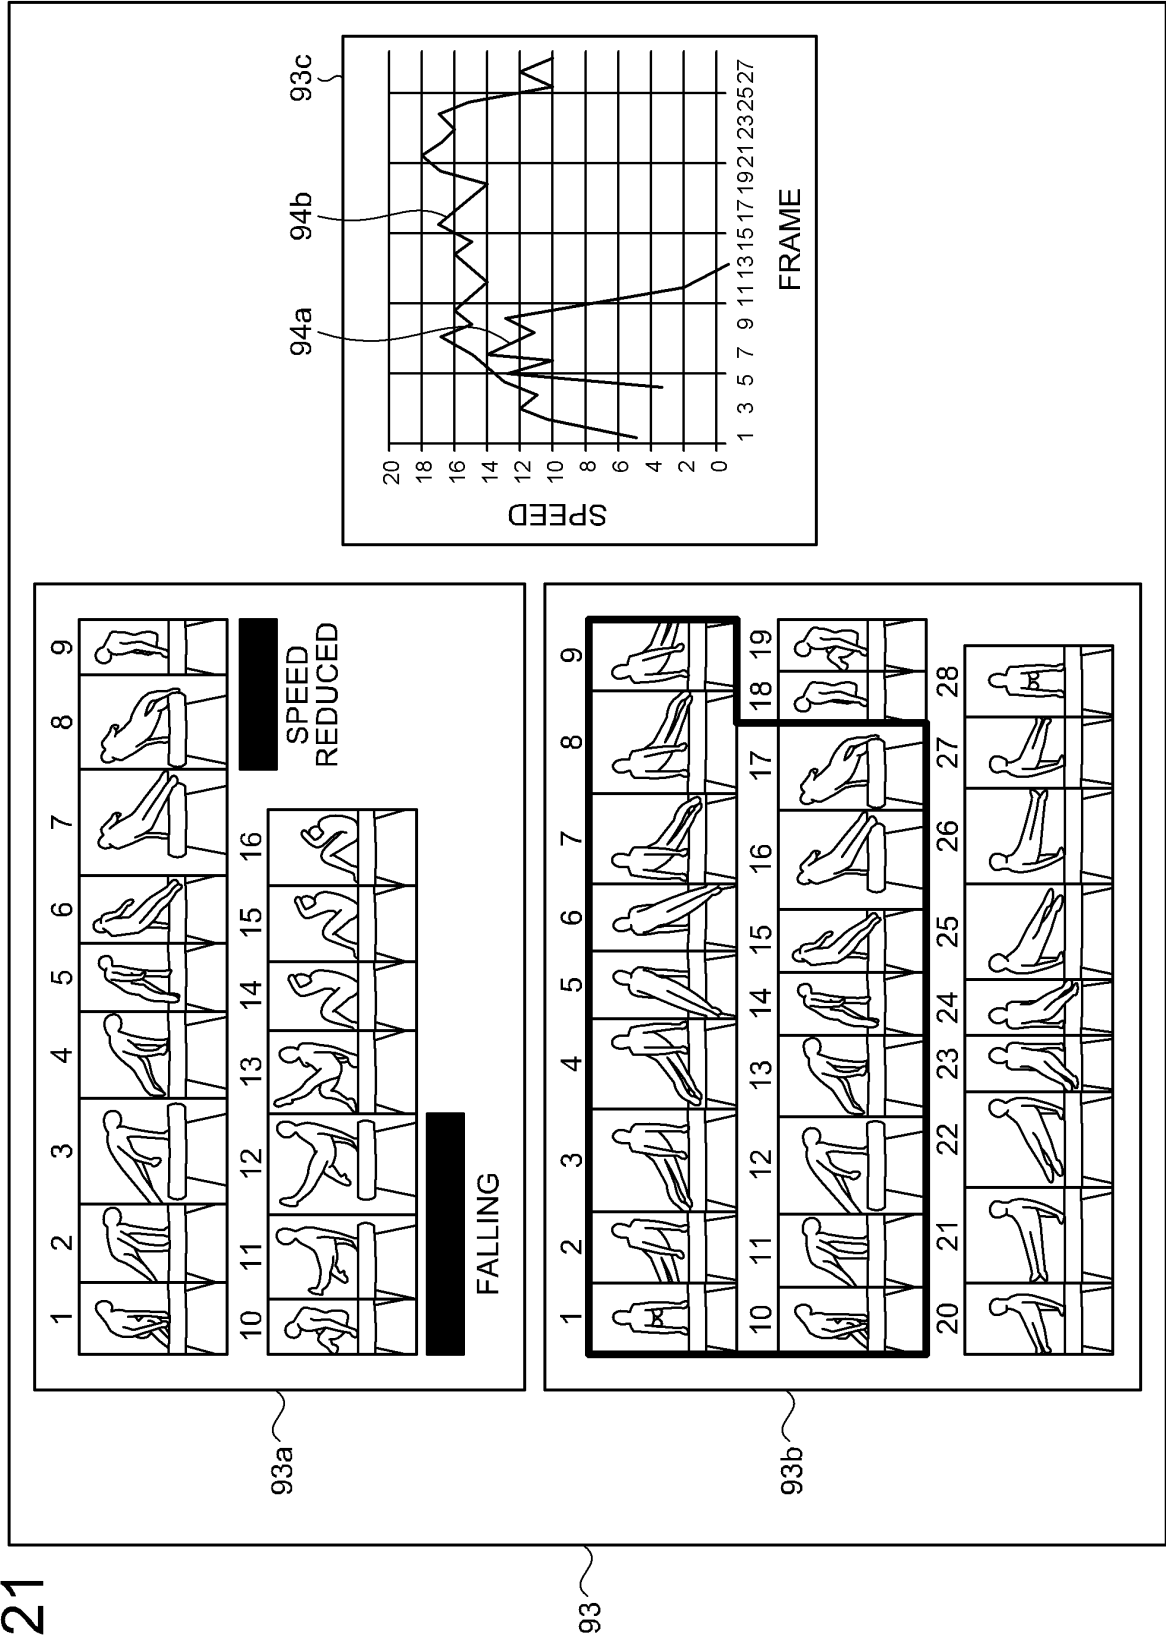 21
93
93a
1 2 3 4 5 6 7 8 9
SPEED
REDUCED
10 11 12 13 14 15 16
FALLING
93b
1 2 3 4 5 6 7 8 9
10 11 12 13 14 15 16 17 18 19
20 21 22 23 24 25 26 27 28
93c
94a 94b
SPEED
20
18
16
14
12
10
8
6
4
2
0
1 3 5 7 9 11 13 15 17 19 21 23 25 27
FRAME